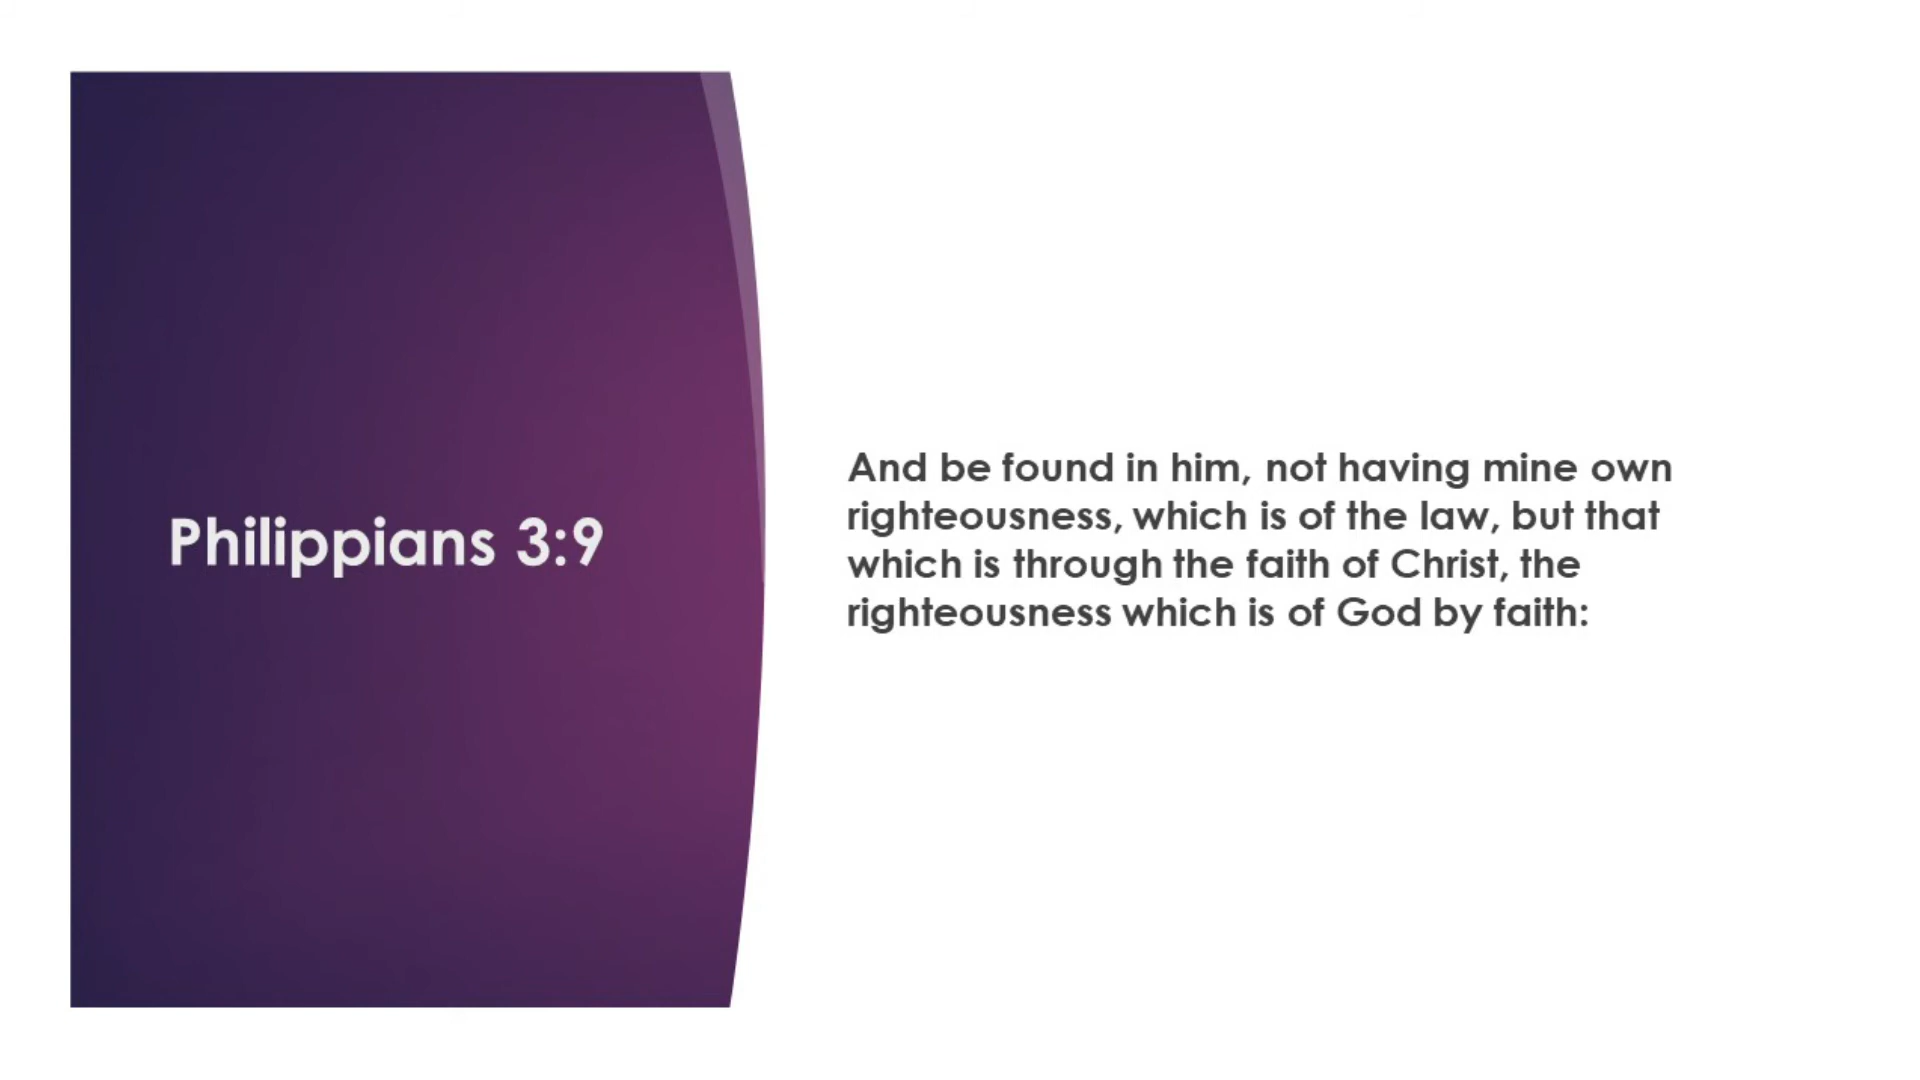 Philippians 3:9
And be found in him, not having mine own
righteousness, which is of the law, but that
which is through the faith of Christ, the
righteousness which is of God by faith: